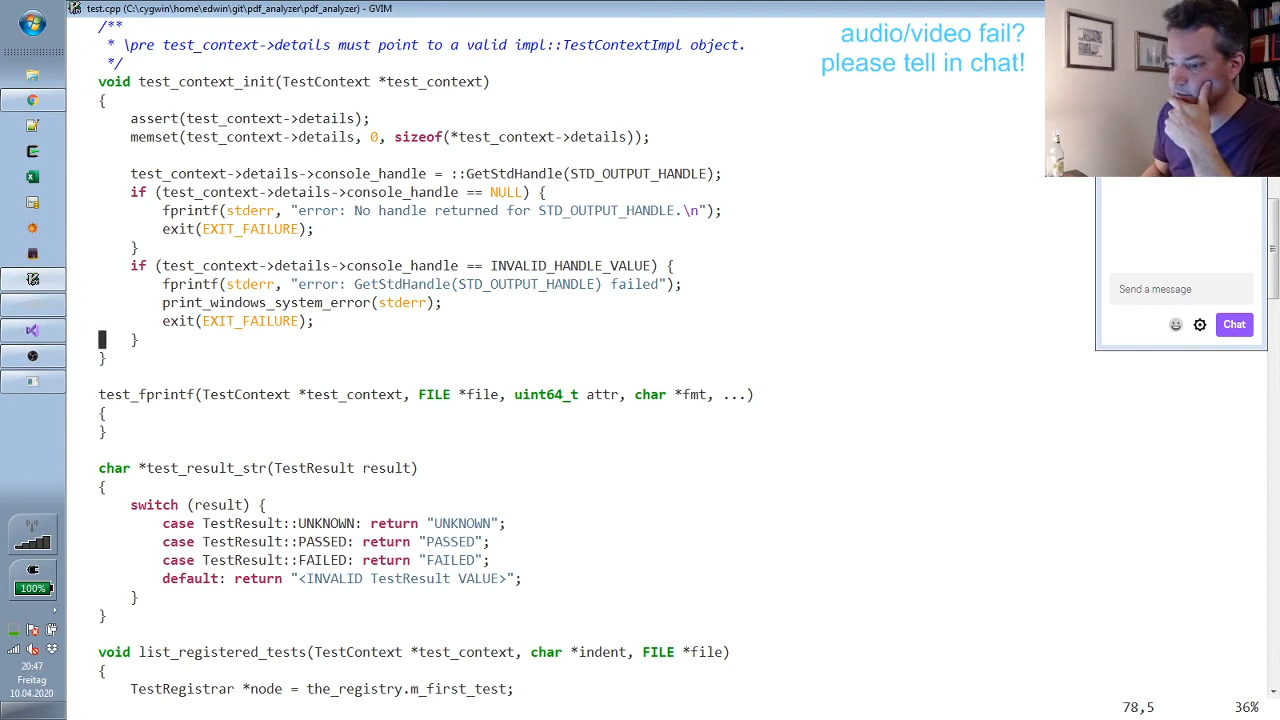 test.cpp (C:\cygwin\home\edwin\git\pdf_analyzer\pdf_analyzer) - GVIM
/**
* \pre test_context->details must point to a valid impl::TestContextImpl object.
*/
void test_context_init(TestContext *test_context)
{
assert(test_context->details);
memset(test_context->details, 0, sizeof(*test_context->details));
test_context->details->console_handle = ::GetStdHandle(STD_OUTPUT_HANDLE);
if (test_context->details->console_handle == NULL) {
fprintf(stderr, "error: No handle returned for STD_OUTPUT_HANDLE.\n");
exit(EXIT_FAILURE);
}
if (test_context->details->console_handle == INVALID_HANDLE_VALUE) {
fprintf(stderr, "error: GetStdHandle(STD_OUTPUT_HANDLE) failed");
print_windows_system_error(stderr);
exit(EXIT_FAILURE);
}
}
test_fprintf(TestContext *test_context, FILE *file, uint64_t attr, char *fmt, ...)
{
}
char *test_result_str(TestResult result)
{
switch (result) {
case TestResult::UNKNOWN: return "UNKNOWN";
case TestResult::PASSED: return "PASSED";
case TestResult::FAILED: return "FAILED";
default: return "<INVALID TestResult VALUE>";
}
}
void list_registered_tests(TestContext *test_context, char *indent, FILE *file)
{
TestRegistrar *node = the_registry.m_first_test;
78,5 36%
audio/video fail?
please tell in chat!
Send a message
Chat
100%
20:47
Freitag
10.04.2020